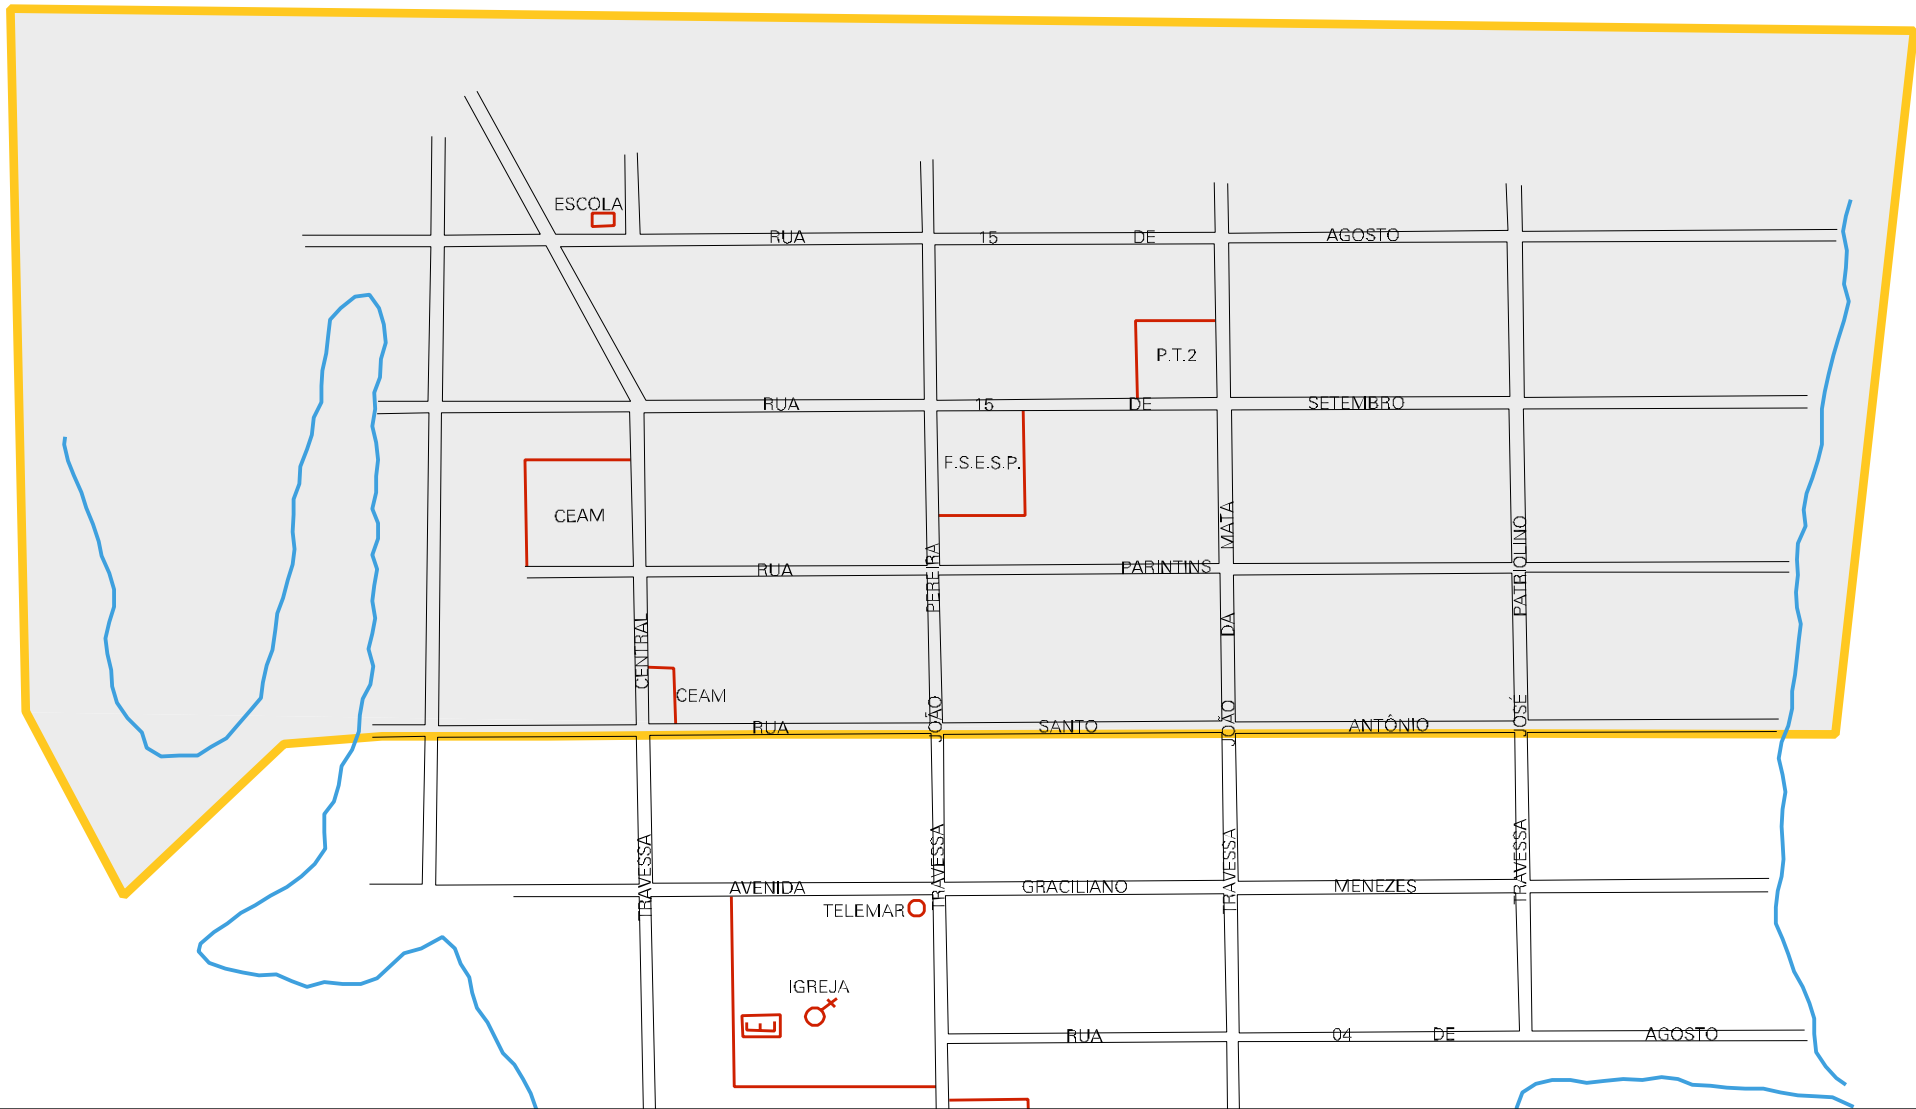 ESCOLA
RUA 15 DE AGOSTO
P.T.2
RUA 15 DE SETEMBRO
F.S.E.S.P.
CEAM
RUA PARINTINS
CEAM
RUA SANTO ANTÔNIO
TRAVESSA CENTRAL
TRAVESSA JOÃO PEREIRA
TRAVESSA JOÃO DA MATA
TRAVESSA JOSÉ PATRIOLINO
AVENIDA GRACILIANO MENEZES
TELEMAR
IGREJA
E
RUA 04 DE AGOSTO